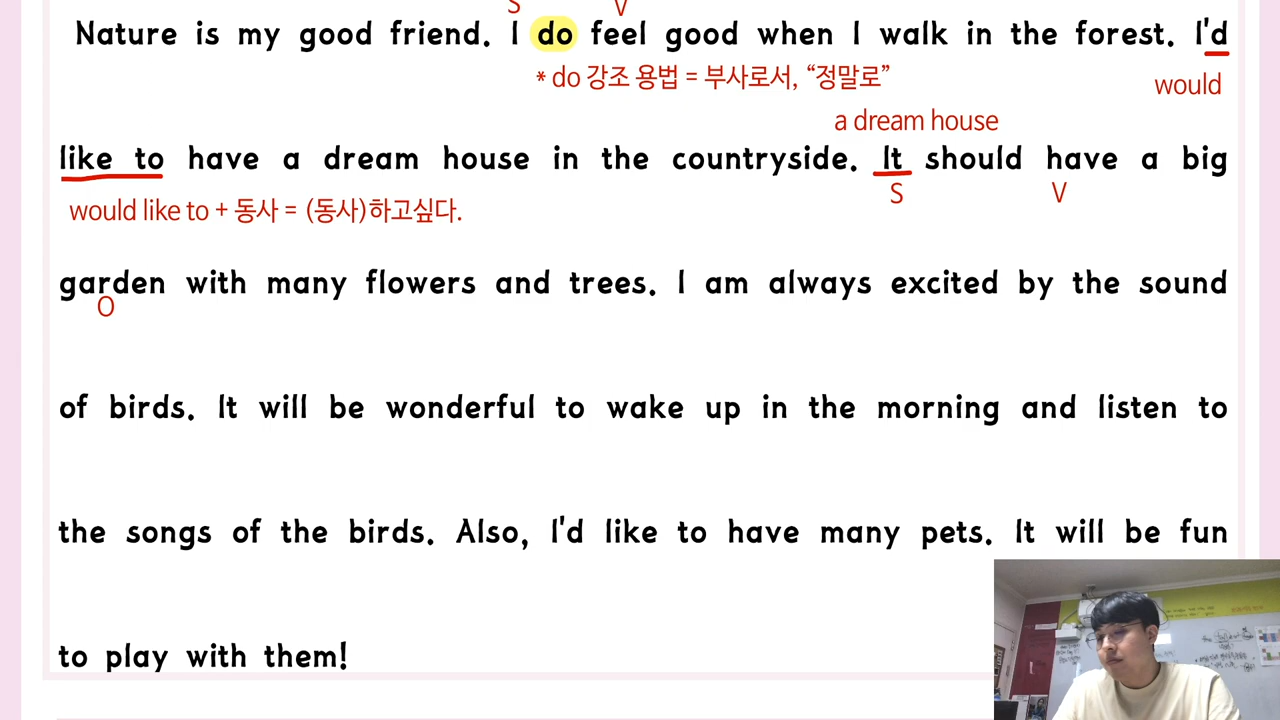 S V
Nature is my good friend. I do feel good when I walk in the forest. I'd
* do 강조 용법 = 부사로서, “정말로” would
a dream house
like to have a dream house in the countryside. It should have a big
S V
would like to + 동사 = (동사)하고싶다.
garden with many flowers and trees. I am always excited by the sound
O
of birds. It will be wonderful to wake up in the morning and listen to
the songs of the birds. Also, I'd like to have many pets. It will be fun
to play with them!